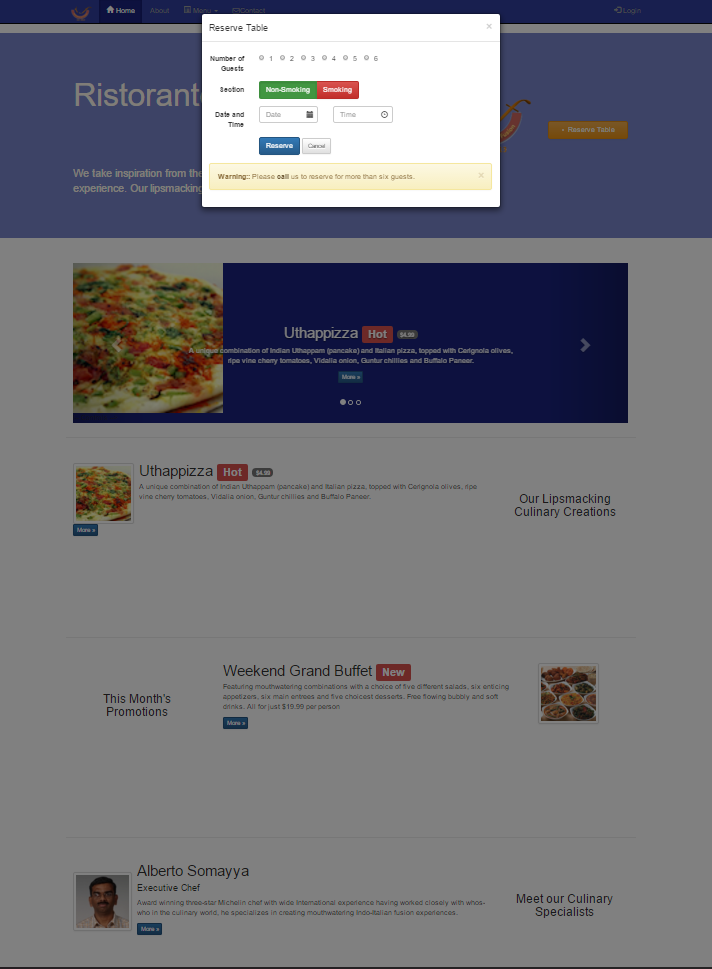 Home About Menu Contact Login
Reserve Table ×
Number of Guests 1 2 3 4 5 6
Section Non-Smoking Smoking
Date and Time Date Time
Reserve Cancel
Warning:: Please call us to reserve for more than six guests. ×
Ristorante
Reserve Table
We take inspiration from the
experience. Our lipsmacking
Uthappizza Hot $4.99
A unique combination of Indian Uthappam (pancake) and Italian pizza, topped with Cerignola olives,
ripe vine cherry tomatoes, Vidalia onion, Guntur chillies and Buffalo Paneer.
More »
Uthappizza Hot $4.99
A unique combination of Indian Uthappam (pancake) and Italian pizza, topped with Cerignola olives, ripe
vine cherry tomatoes, Vidalia onion, Guntur chillies and Buffalo Paneer.
More »
Our Lipsmacking
Culinary Creations
This Month's
Promotions
Weekend Grand Buffet New
Featuring mouthwatering combinations with a choice of five different salads, six enticing
appetizers, six main entrees and five choicest desserts. Free flowing bubbly and soft
drinks. All for just $19.99 per person
More »
Alberto Somayya
Executive Chef
Award winning three-star Michelin chef with wide International experience having worked closely with whos-
who in the culinary world, he specializes in creating mouthwatering Indo-Italian fusion experiences.
More »
Meet our Culinary
Specialists